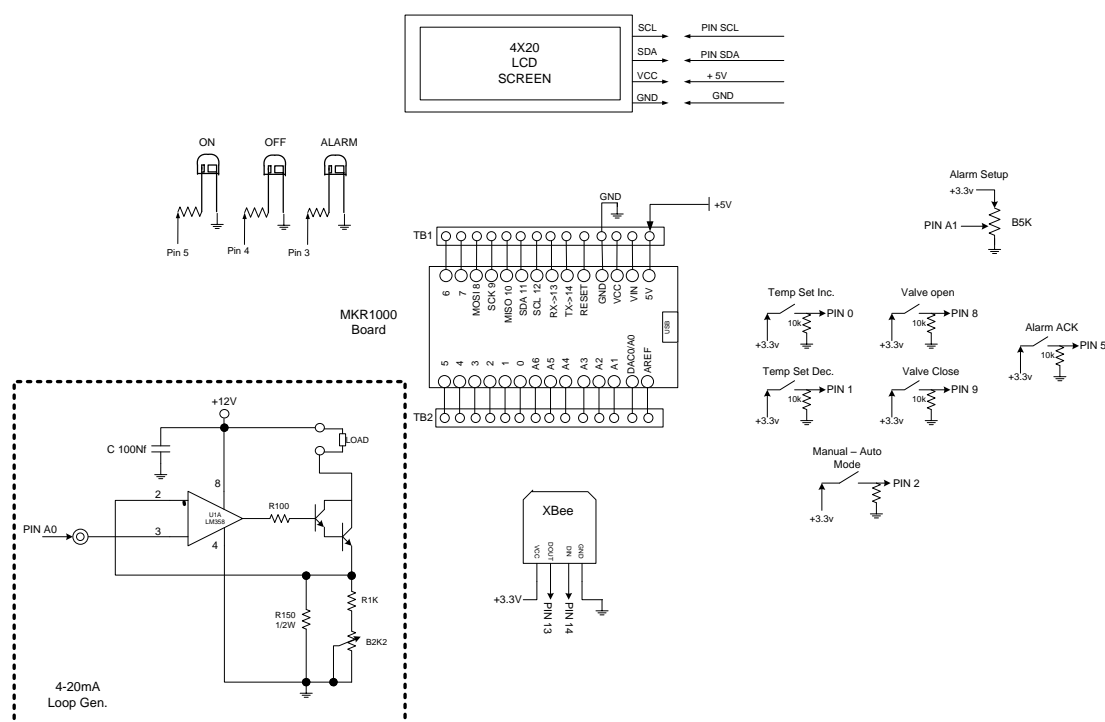 4X20
LCD
SCREEN
SCL
SDA
VCC
GND
PIN SCL
PIN SDA
+ 5V
GND
ON
OFF
ALARM
Pin 5
Pin 4
Pin 3
GND
+5V
TB1
6
7
MOSI 8
SCK 9
MISO 10
SDA 11
SCL 12
RX->13
TX->14
RESET
GND
VCC
VIN
5V
MKR1000
Board
USB
5
4
3
2
1
0
A6
A5
A4
A3
A2
A1
DAC0/A0
AREF
TB2
Alarm Setup
+3.3v
PIN A1
B5K
Temp Set Inc.
PIN 0
10k
+3.3v
Valve open
PIN 8
10k
+3.3v
Alarm ACK
PIN 5
10k
+3.3v
Temp Set Dec.
PIN 1
10k
+3.3v
Valve Close
PIN 9
10k
+3.3v
Manual – Auto
Mode
PIN 2
+3.3v
XBee
VCC
DOUT
DIN
GND
+3.3V
PIN 13
PIN 14
+12V
C 100Nf
LOAD
8
2
U1A
LM358
R100
PIN A0
3
4
R150
1/2W
R1K
B2K2
4-20mA
Loop Gen.